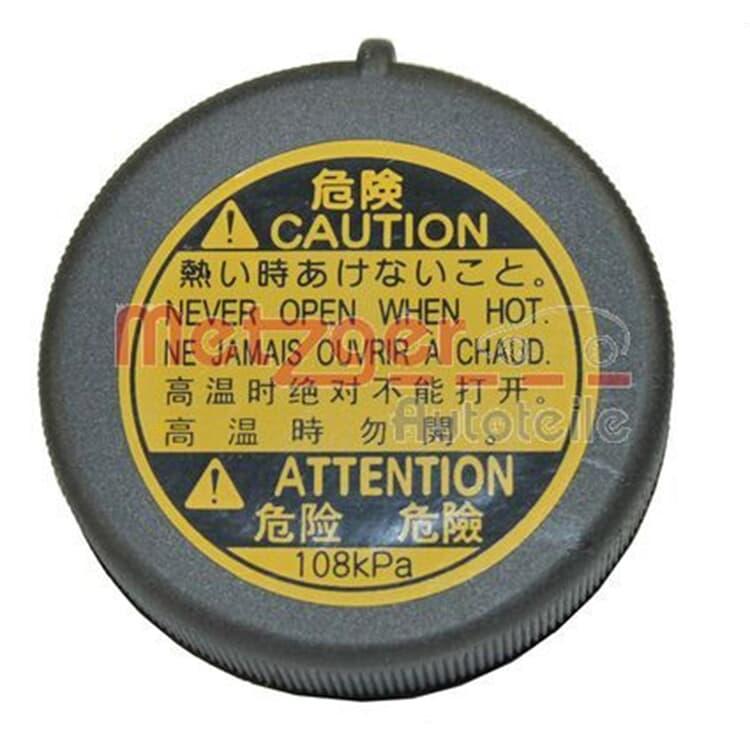 危険
CAUTION
熱い時あけないこと。
NEVER OPEN WHEN HOT.
NE JAMAIS OUVRIR À CHAUD.
metzger
高温时绝对不能打开。
Autoteile
高温時勿開。
ATTENTION
危险 危險
108kPa